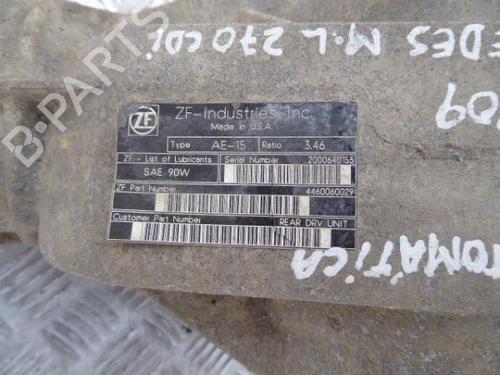 EDES M.L 270 CDI
09
ZF
ZF-Industries, Inc.
Made in U.S.A.
Type AE-15 Ratio 3.46
ZF - List of Lubricants Serial Number 2000640155
SAE 90W
ZF Part Number 4460060029
Customer Part Number REAR DRV UNIT
TOMÁTICA
B-PARTS